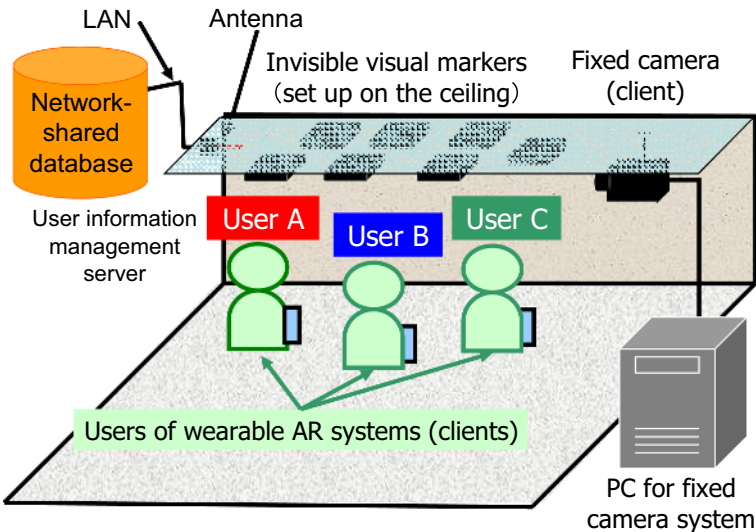 LAN
Antenna
Invisible visual markers
（set up on the ceiling）
Fixed camera
(client)
Network-
shared
database
User information
management
server
User A
User B
User C
Users of wearable AR systems (clients)
PC for fixed
camera system